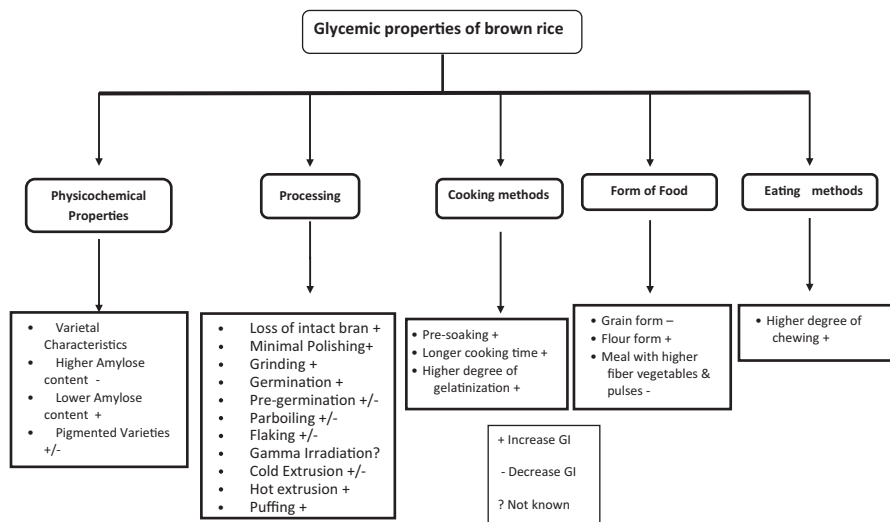 Glycemic properties of brown rice
Physicochemical
Properties
Processing
Cooking methods
Form of Food
Eating methods
• Varietal
Characteristics
• Higher Amylose
content -
• Lower Amylose
content +
• Pigmented Varieties
+/-
• Loss of intact bran +
• Minimal Polishing+
• Grinding +
• Germination +
• Pre-germination +/-
• Parboiling +/-
• Flaking +/-
• Gamma Irradiation?
• Cold Extrusion +/-
• Hot extrusion +
• Puffing +
• Pre-soaking +
• Longer cooking time +
• Higher degree of
gelatinization +
• Grain form –
• Flour form +
• Meal with higher
fiber vegetables &
pulses -
• Higher degree of
chewing +
+ Increase GI
- Decrease GI
? Not known